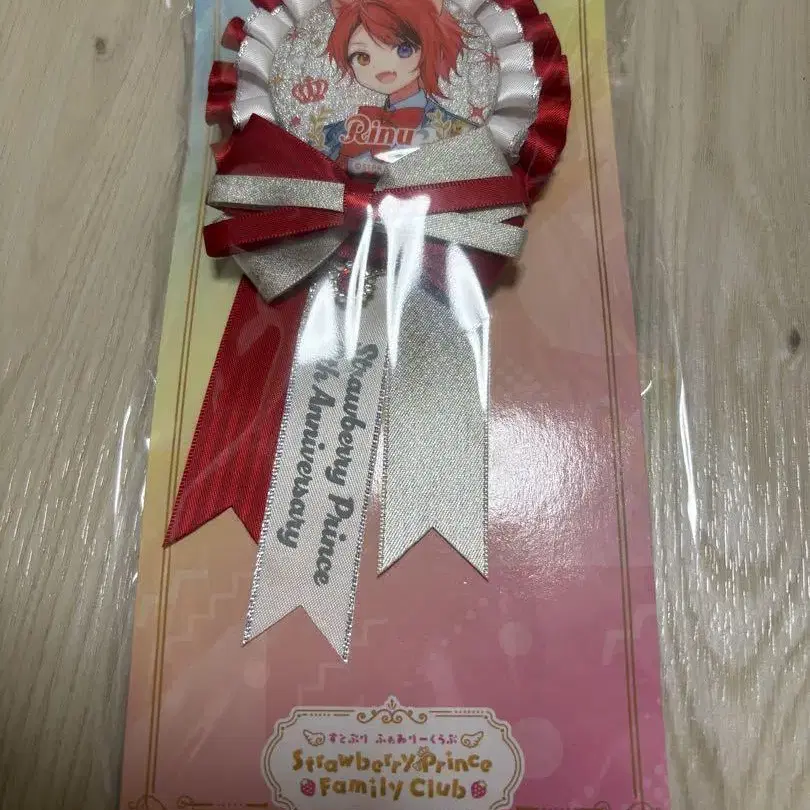 Rinu
Strawberry Prince
th Anniversary
すとぷり ふぁみりーくらぶ
Strawberry Prince
Family Club